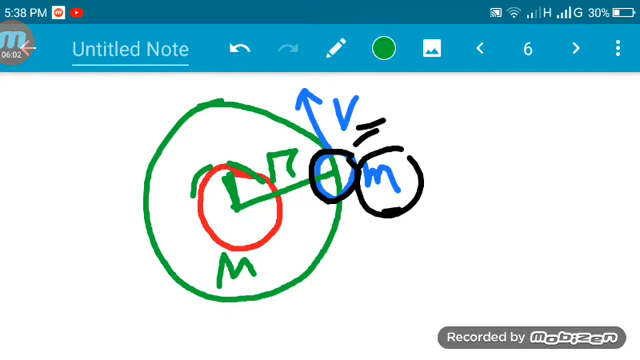 5:38 PM H G 30%
06:02
Untitled Note 6
V
r
m
M
Recorded by
mobizen